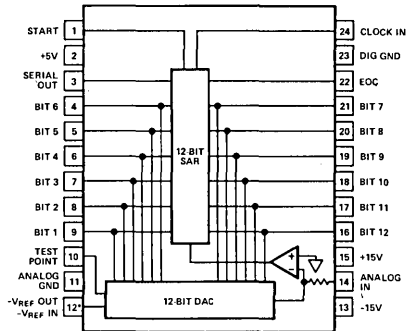 START 1
24 CLOCK IN
+5V 2
23 DIG GND
SERIAL OUT 3
22 EOC
BIT 6 4
21 BIT 7
BIT 5 5
20 BIT 8
BIT 4 6
19 BIT 9
BIT 3 7
18 BIT 10
BIT 2 8
17 BIT 11
BIT 1 9
16 BIT 12
TEST POINT 10
15 +15V
ANALOG GND 11
14 ANALOG IN
-VREF OUT
-VREF IN 12*
13 -15V
12-BIT
SAR
+
-
12-BIT DAC